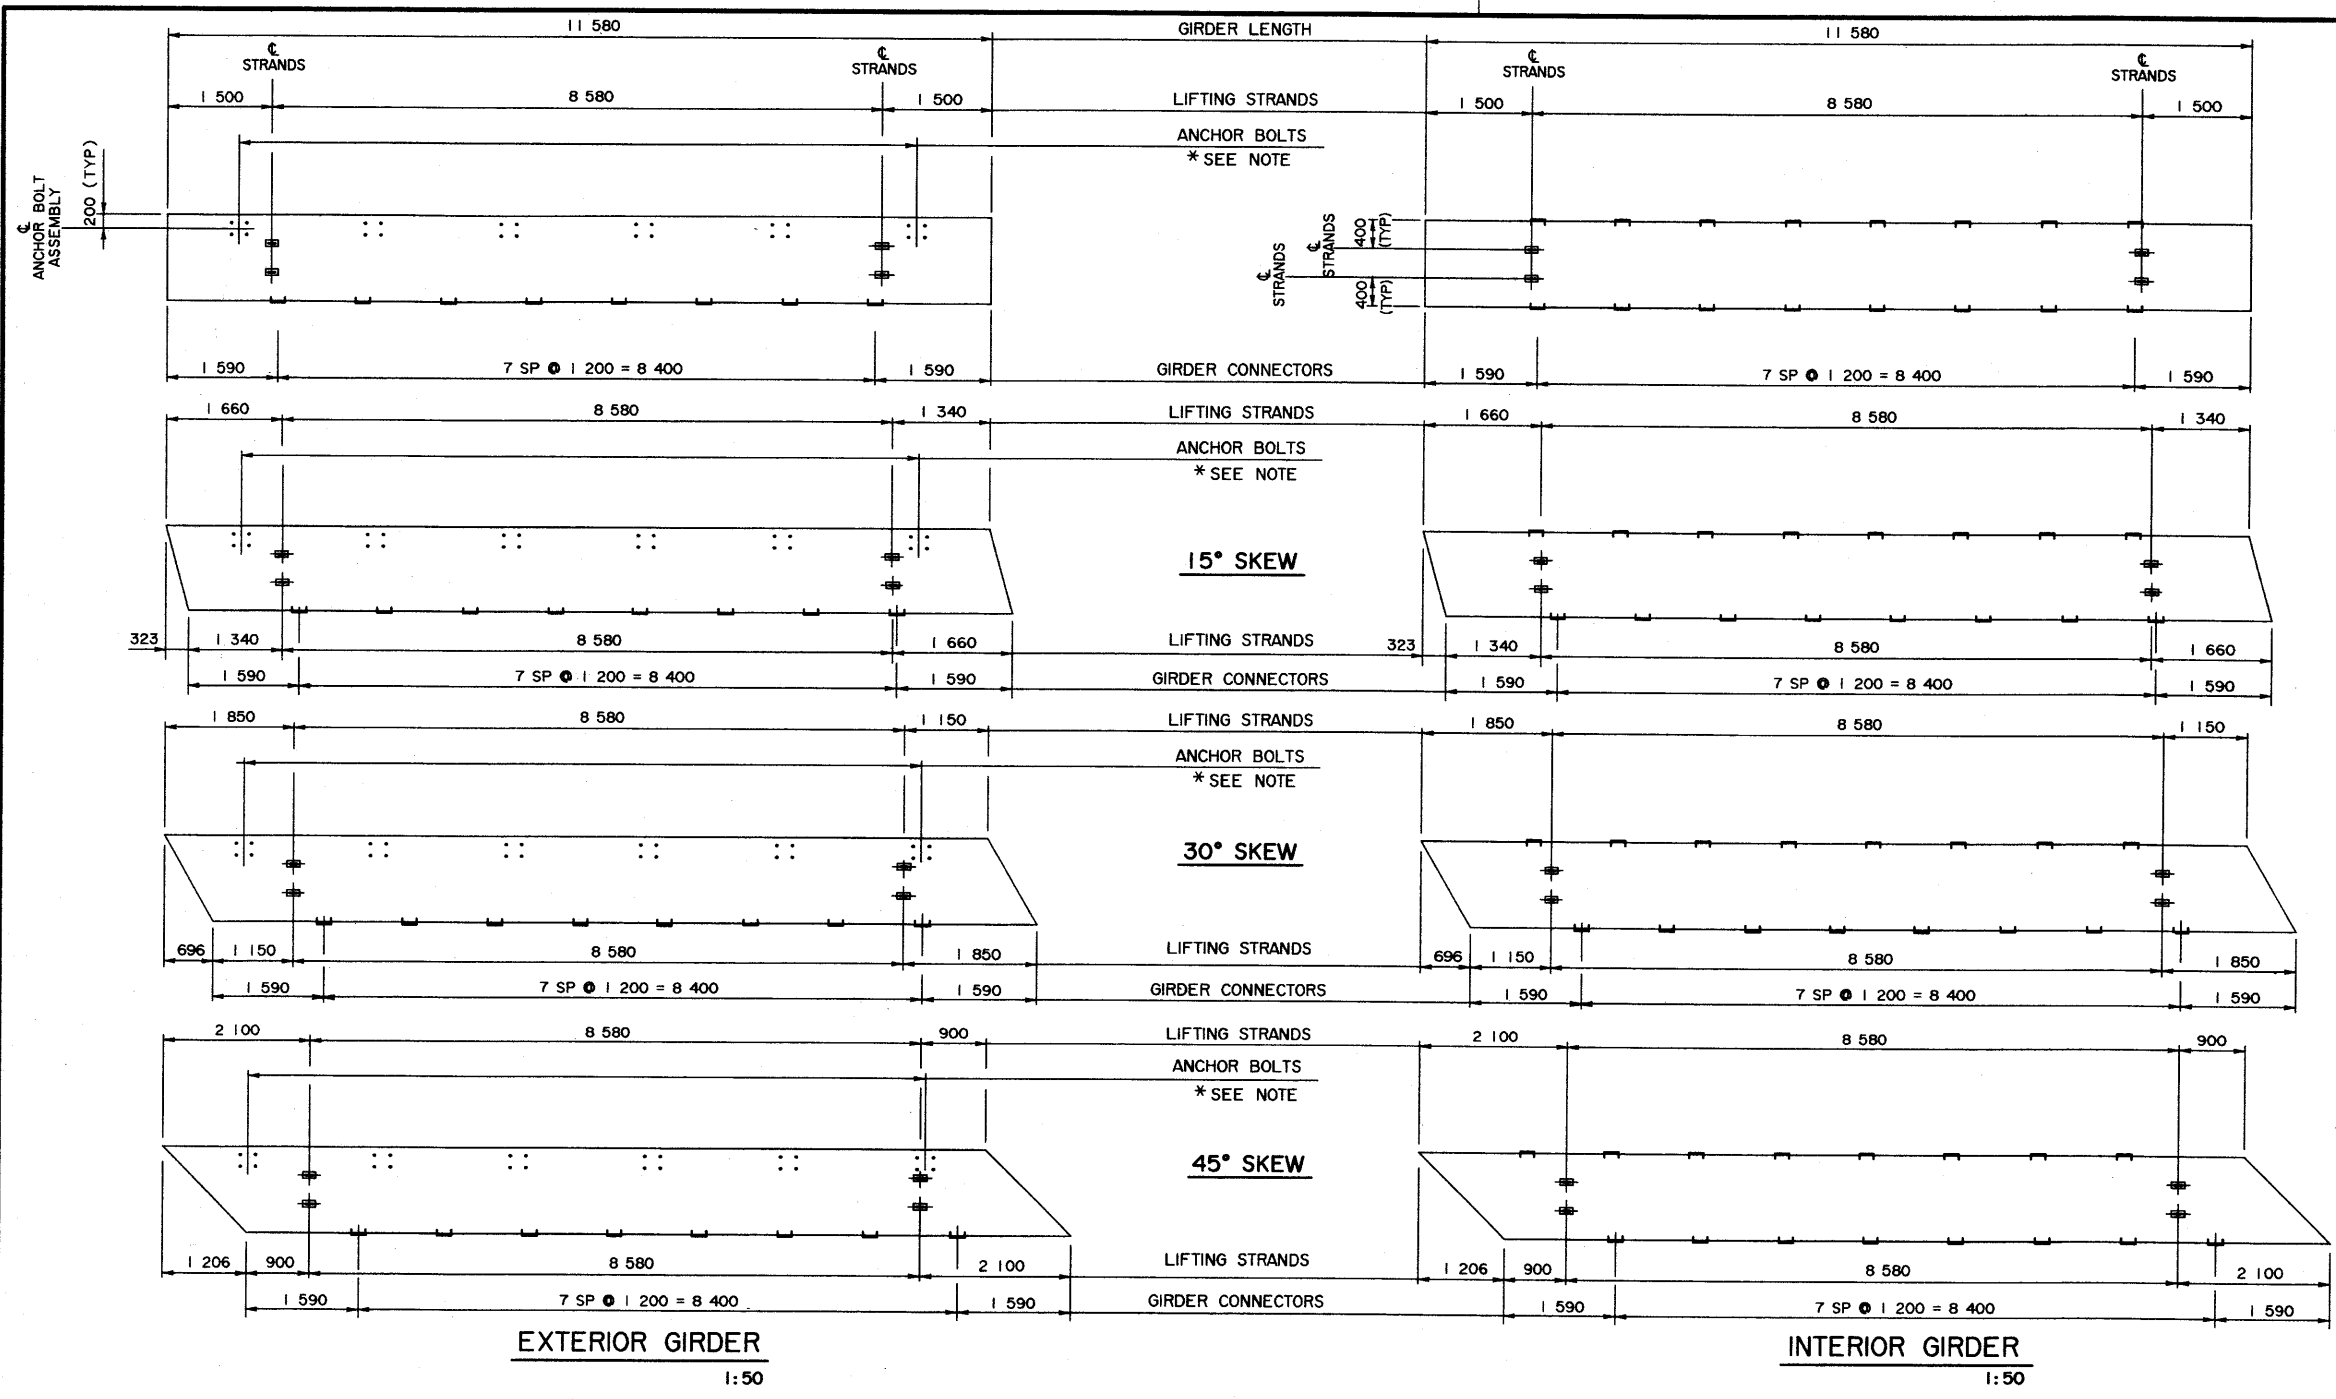 11 580 GIRDER LENGTH 11 580
℄ STRANDS ℄ STRANDS ℄ STRANDS ℄ STRANDS
1 500 8 580 1 500 LIFTING STRANDS 1 500 8 580 1 500
ANCHOR BOLTS
* SEE NOTE
℄ ANCHOR BOLT ASSEMBLY
200 (TYP)
℄ STRANDS
℄ STRANDS
400 (TYP)
400 (TYP)
1 590 7 SP @ 1 200 = 8 400 1 590 GIRDER CONNECTORS 1 590 7 SP @ 1 200 = 8 400 1 590
1 660 8 580 1 340 LIFTING STRANDS 1 660 8 580 1 340
ANCHOR BOLTS
* SEE NOTE
15° SKEW
323 1 340 8 580 1 660 LIFTING STRANDS 323 1 340 8 580 1 660
1 590 7 SP @ 1 200 = 8 400 1 590 GIRDER CONNECTORS 1 590 7 SP @ 1 200 = 8 400 1 590
1 850 8 580 1 150 LIFTING STRANDS 1 850 8 580 1 150
ANCHOR BOLTS
* SEE NOTE
30° SKEW
696 1 150 8 580 1 850 LIFTING STRANDS 696 1 150 8 580 1 850
1 590 7 SP @ 1 200 = 8 400 1 590 GIRDER CONNECTORS 1 590 7 SP @ 1 200 = 8 400 1 590
2 100 8 580 900 LIFTING STRANDS 2 100 8 580 900
ANCHOR BOLTS
* SEE NOTE
45° SKEW
1 206 900 8 580 2 100 LIFTING STRANDS 1 206 900 8 580 2 100
1 590 7 SP @ 1 200 = 8 400 1 590 GIRDER CONNECTORS 1 590 7 SP @ 1 200 = 8 400 1 590
EXTERIOR GIRDER
1:50
INTERIOR GIRDER
1:50